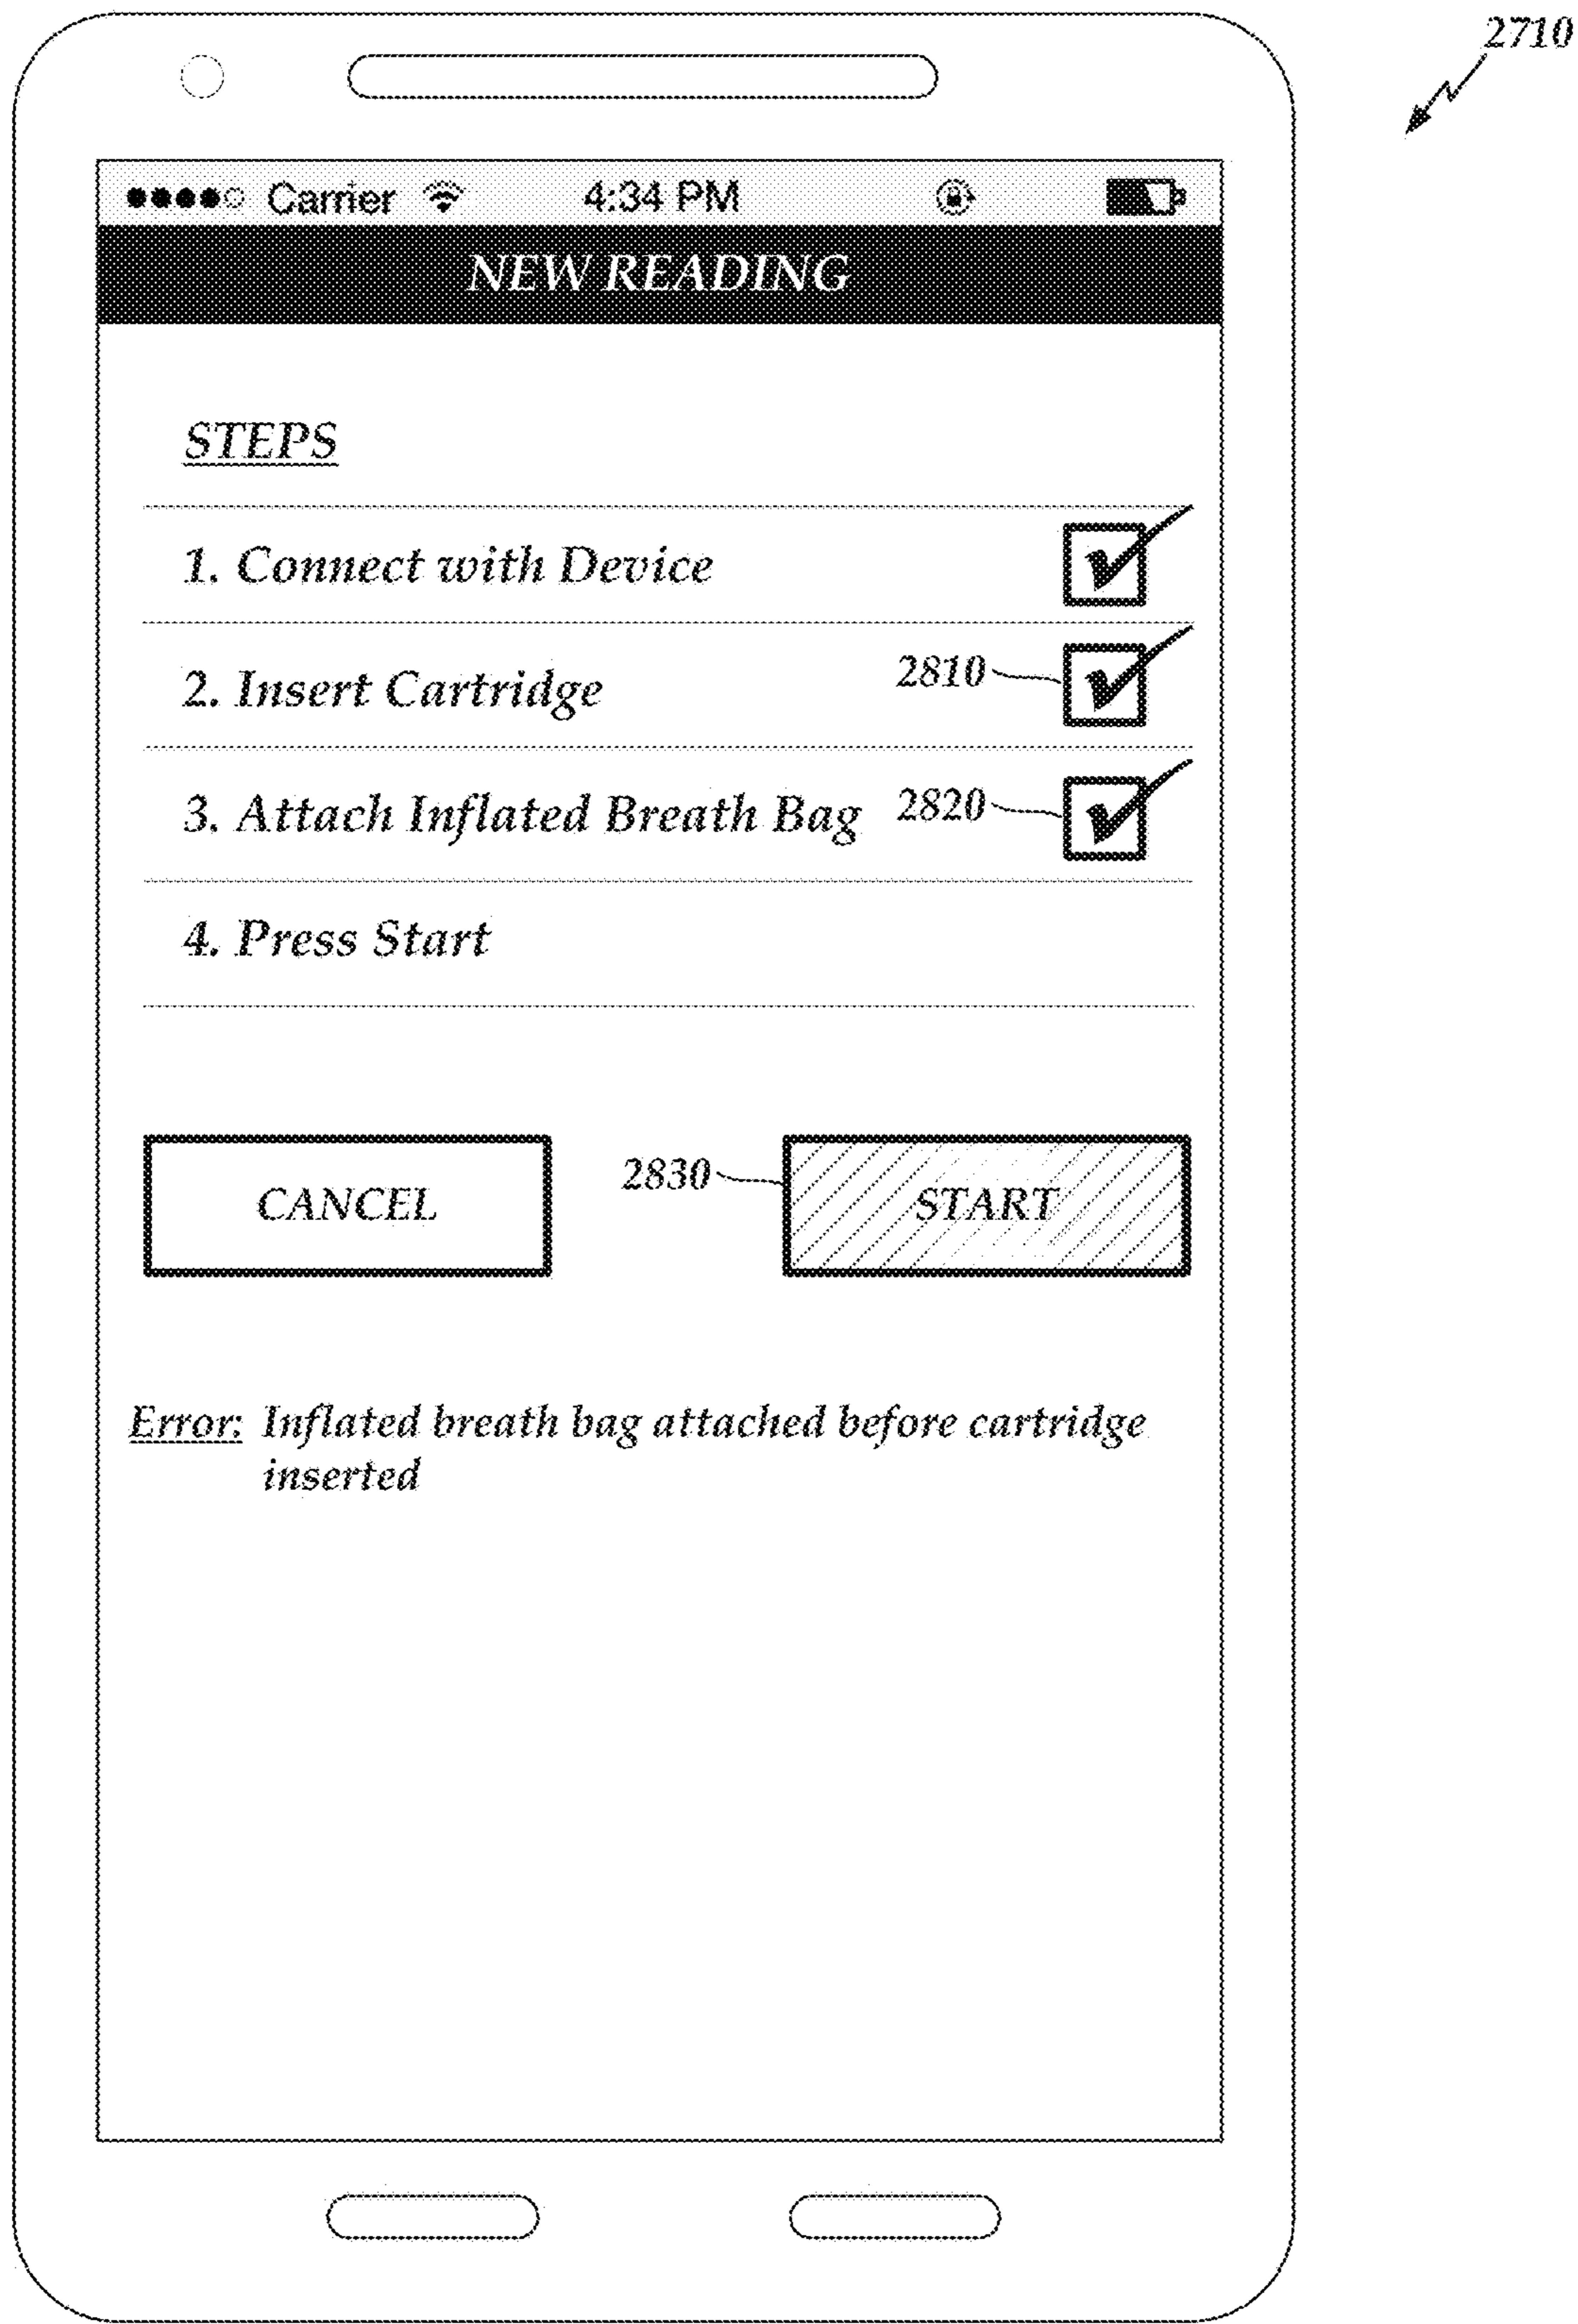 2710
Carrier 4:34 PM
NEW READING
STEPS
1. Connect with Device
2. Insert Cartridge 2810
3. Attach Inflated Breath Bag 2820
4. Press Start
CANCEL 2830 START
Error: Inflated breath bag attached before cartridge
inserted